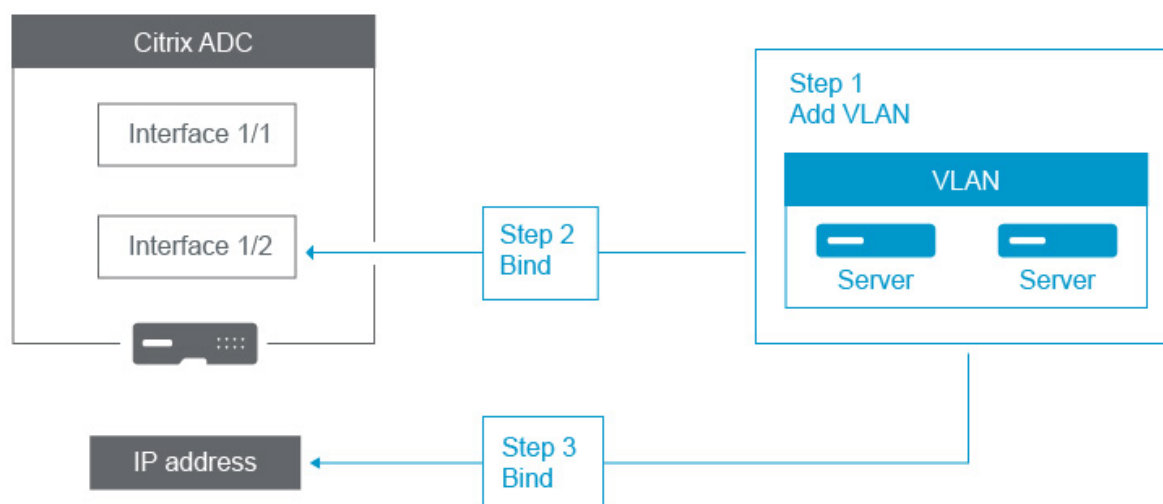 Citrix ADC
Interface 1/1
Interface 1/2
Step 1
Add VLAN
VLAN
Server
Server
Step 2
Bind
IP address
Step 3
Bind